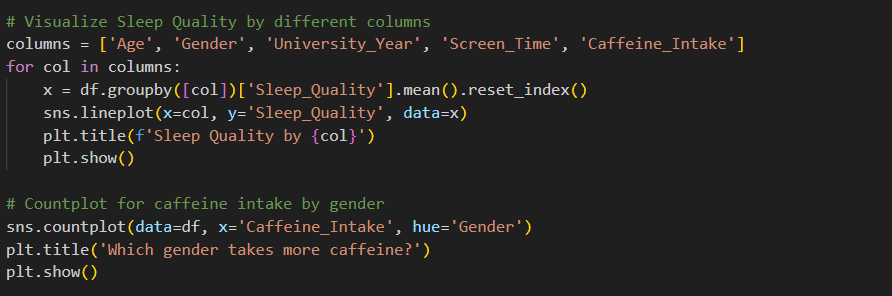 # Visualize Sleep Quality by different columns
columns = ['Age', 'Gender', 'University_Year', 'Screen_Time', 'Caffeine_Intake']
for col in columns:
    x = df.groupby([col])['Sleep_Quality'].mean().reset_index()
    sns.lineplot(x=col, y='Sleep_Quality', data=x)
    plt.title(f'Sleep Quality by {col}')
    plt.show()

# Countplot for caffeine intake by gender
sns.countplot(data=df, x='Caffeine_Intake', hue='Gender')
plt.title('Which gender takes more caffeine?')
plt.show()